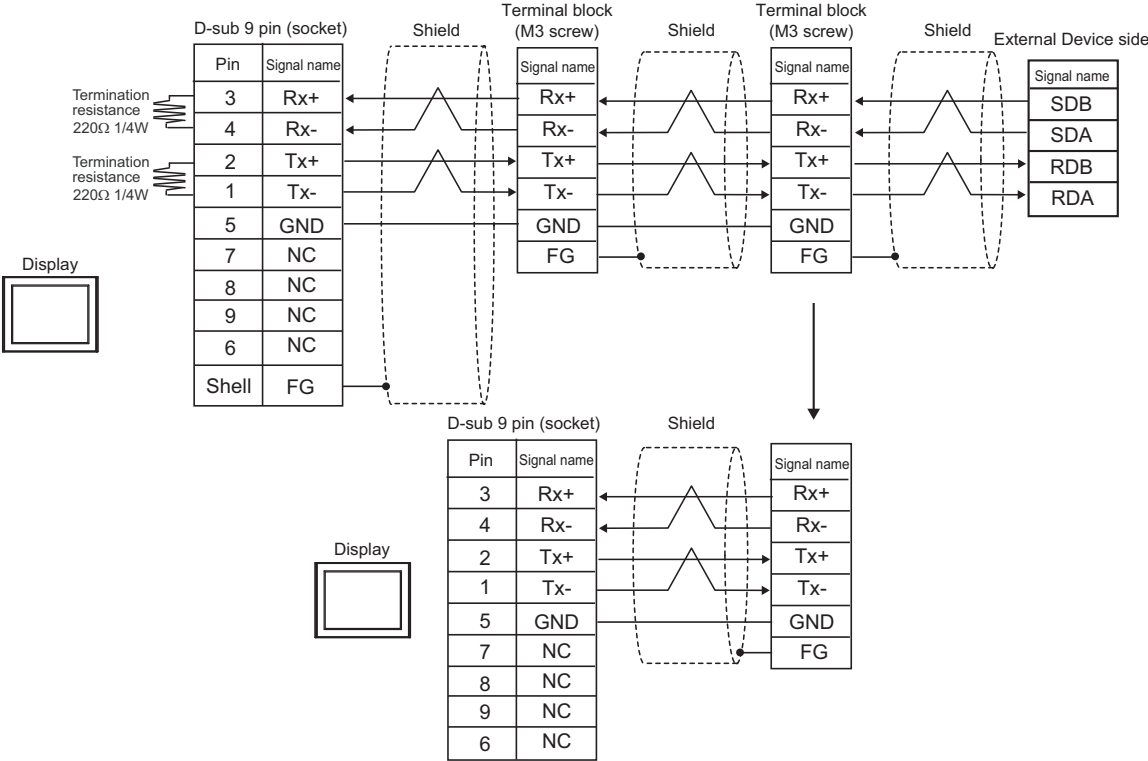 D-sub 9 pin (socket)
Shield
Terminal block
(M3 screw)
Shield
Terminal block
(M3 screw)
Shield
External Device side
Pin Signal name
3 Rx+
4 Rx-
2 Tx+
1 Tx-
5 GND
7 NC
8 NC
9 NC
6 NC
Shell FG
Termination
resistance
220Ω 1/4W
Termination
resistance
220Ω 1/4W
Display
Signal name
Rx+
Rx-
Tx+
Tx-
GND
FG
Signal name
Rx+
Rx-
Tx+
Tx-
GND
FG
Signal name
SDB
SDA
RDB
RDA
D-sub 9 pin (socket)
Shield
Pin Signal name
3 Rx+
4 Rx-
2 Tx+
1 Tx-
5 GND
7 NC
8 NC
9 NC
6 NC
Display
Signal name
Rx+
Rx-
Tx+
Tx-
GND
FG